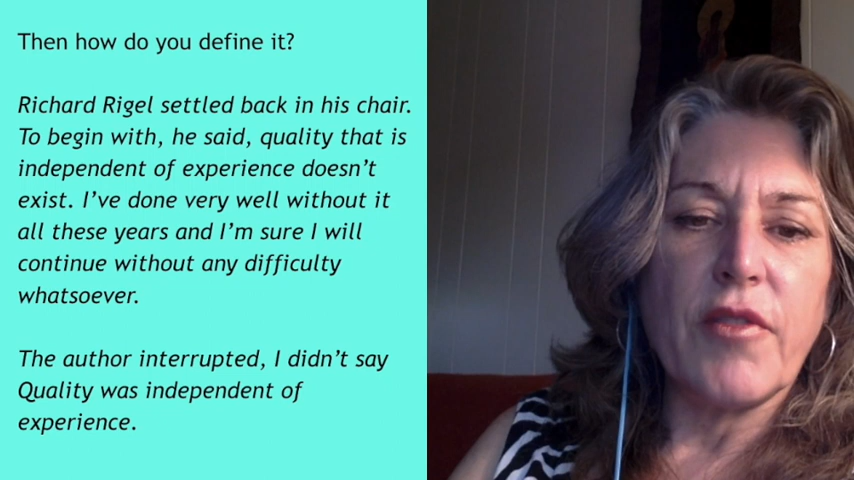 Then how do you define it?
Richard Rigel settled back in his chair.
To begin with, he said, quality that is
independent of experience doesn’t
exist. I’ve done very well without it
all these years and I’m sure I will
continue without any difficulty
whatsoever.
The author interrupted, I didn’t say
Quality was independent of
experience.